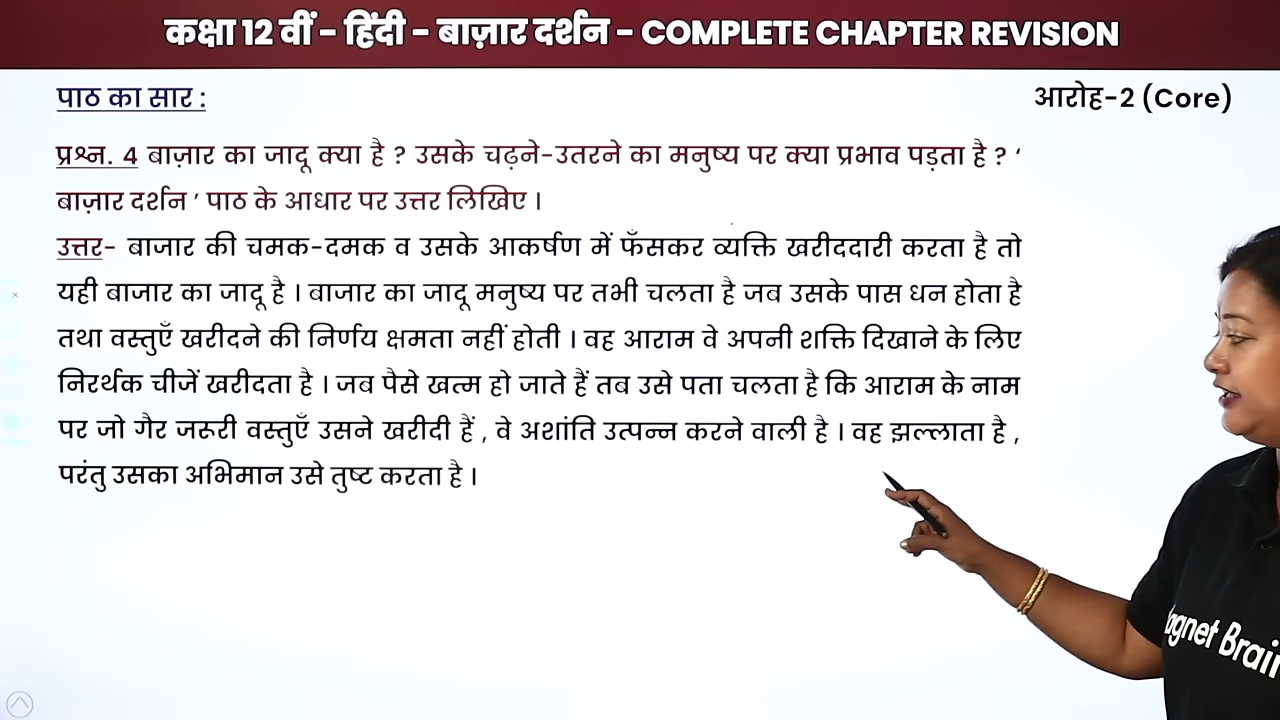 कक्षा 12 वीं - हिंदी - बाज़ार दर्शन - COMPLETE CHAPTER REVISION
पाठ का सार :
आरोह-2 (Core)
प्रश्न. 4 बाज़ार का जादू क्या है ? उसके चढ़ने-उतरने का मनुष्य पर क्या प्रभाव पड़ता है ? ‘
बाज़ार दर्शन ’ पाठ के आधार पर उत्तर लिखिए ।
उत्तर- बाजार की चमक-दमक व उसके आकर्षण में फँसकर व्यक्ति खरीददारी करता है तो
यही बाजार का जादू है । बाजार का जादू मनुष्य पर तभी चलता है जब उसके पास धन होता है
तथा वस्तुएँ खरीदने की निर्णय क्षमता नहीं होती । वह आराम वे अपनी शक्ति दिखाने के लिए
निरर्थक चीजें खरीदता है । जब पैसे खत्म हो जाते हैं तब उसे पता चलता है कि आराम के नाम
पर जो गैर जरूरी वस्तुएँ उसने खरीदी हैं , वे अशांति उत्पन्न करने वाली है । वह झल्लाता है ,
परंतु उसका अभिमान उसे तुष्ट करता है ।
agnet Brai